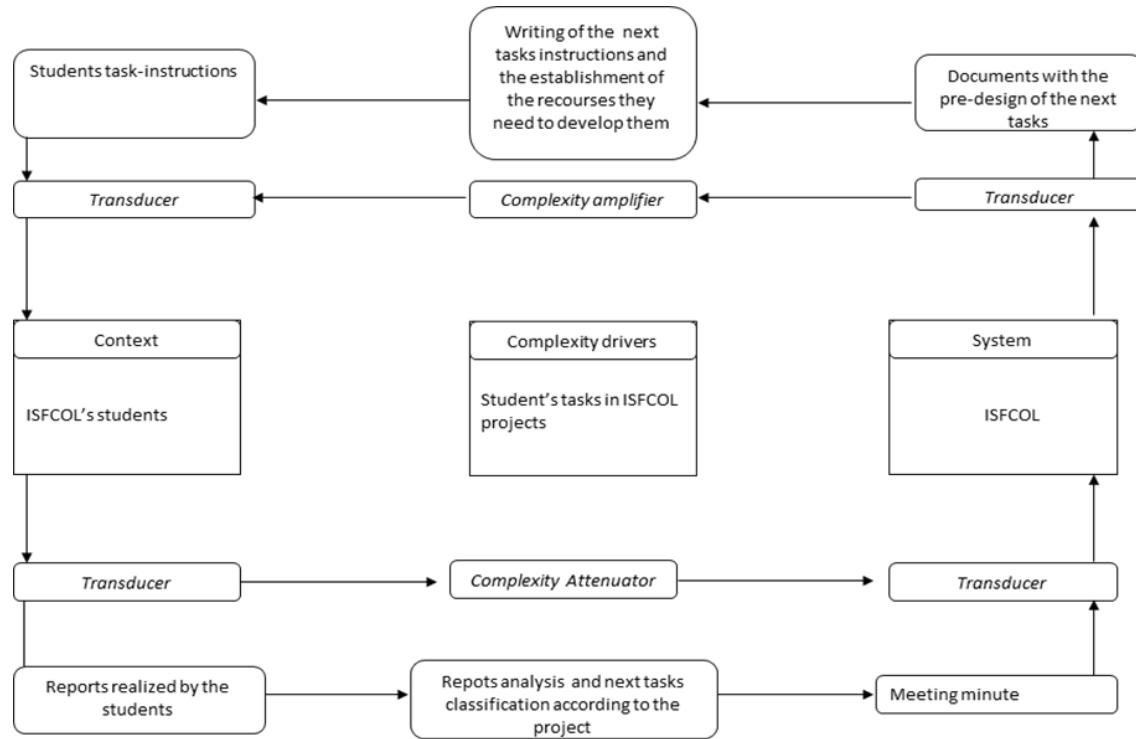 Students task-instructions
Writing of the next
tasks instructions and
the establishment of
the recourses they
need to develop them
Documents with the
pre-design of the next
tasks
Transducer
Complexity amplifier
Transducer
Context
ISFCOL's students
Complexity drivers
Student's tasks in ISFCOL
projects
System
ISFCOL
Transducer
Complexity Attenuator
Transducer
Reports realized by the
students
Repots analysis and next tasks
classification according to the
project
Meeting minute